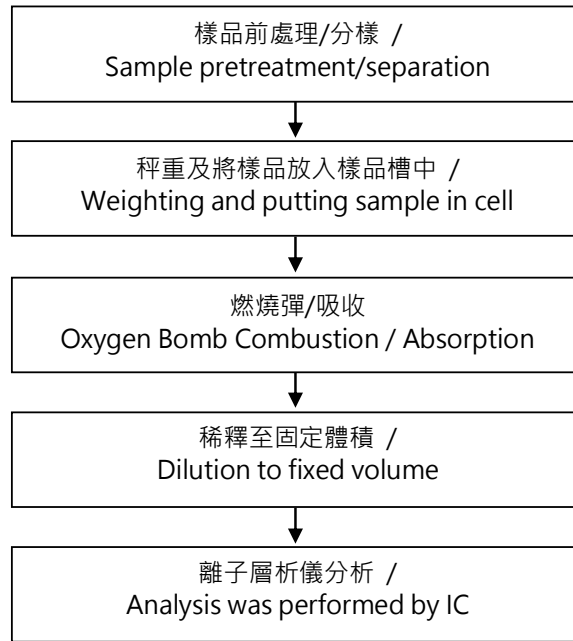 樣品前處理/分樣 /
Sample pretreatment/separation
秤重及將樣品放入樣品槽中 /
Weighting and putting sample in cell
燃燒彈/吸收
Oxygen Bomb Combustion / Absorption
稀釋至固定體積 /
Dilution to fixed volume
離子層析儀分析 /
Analysis was performed by IC